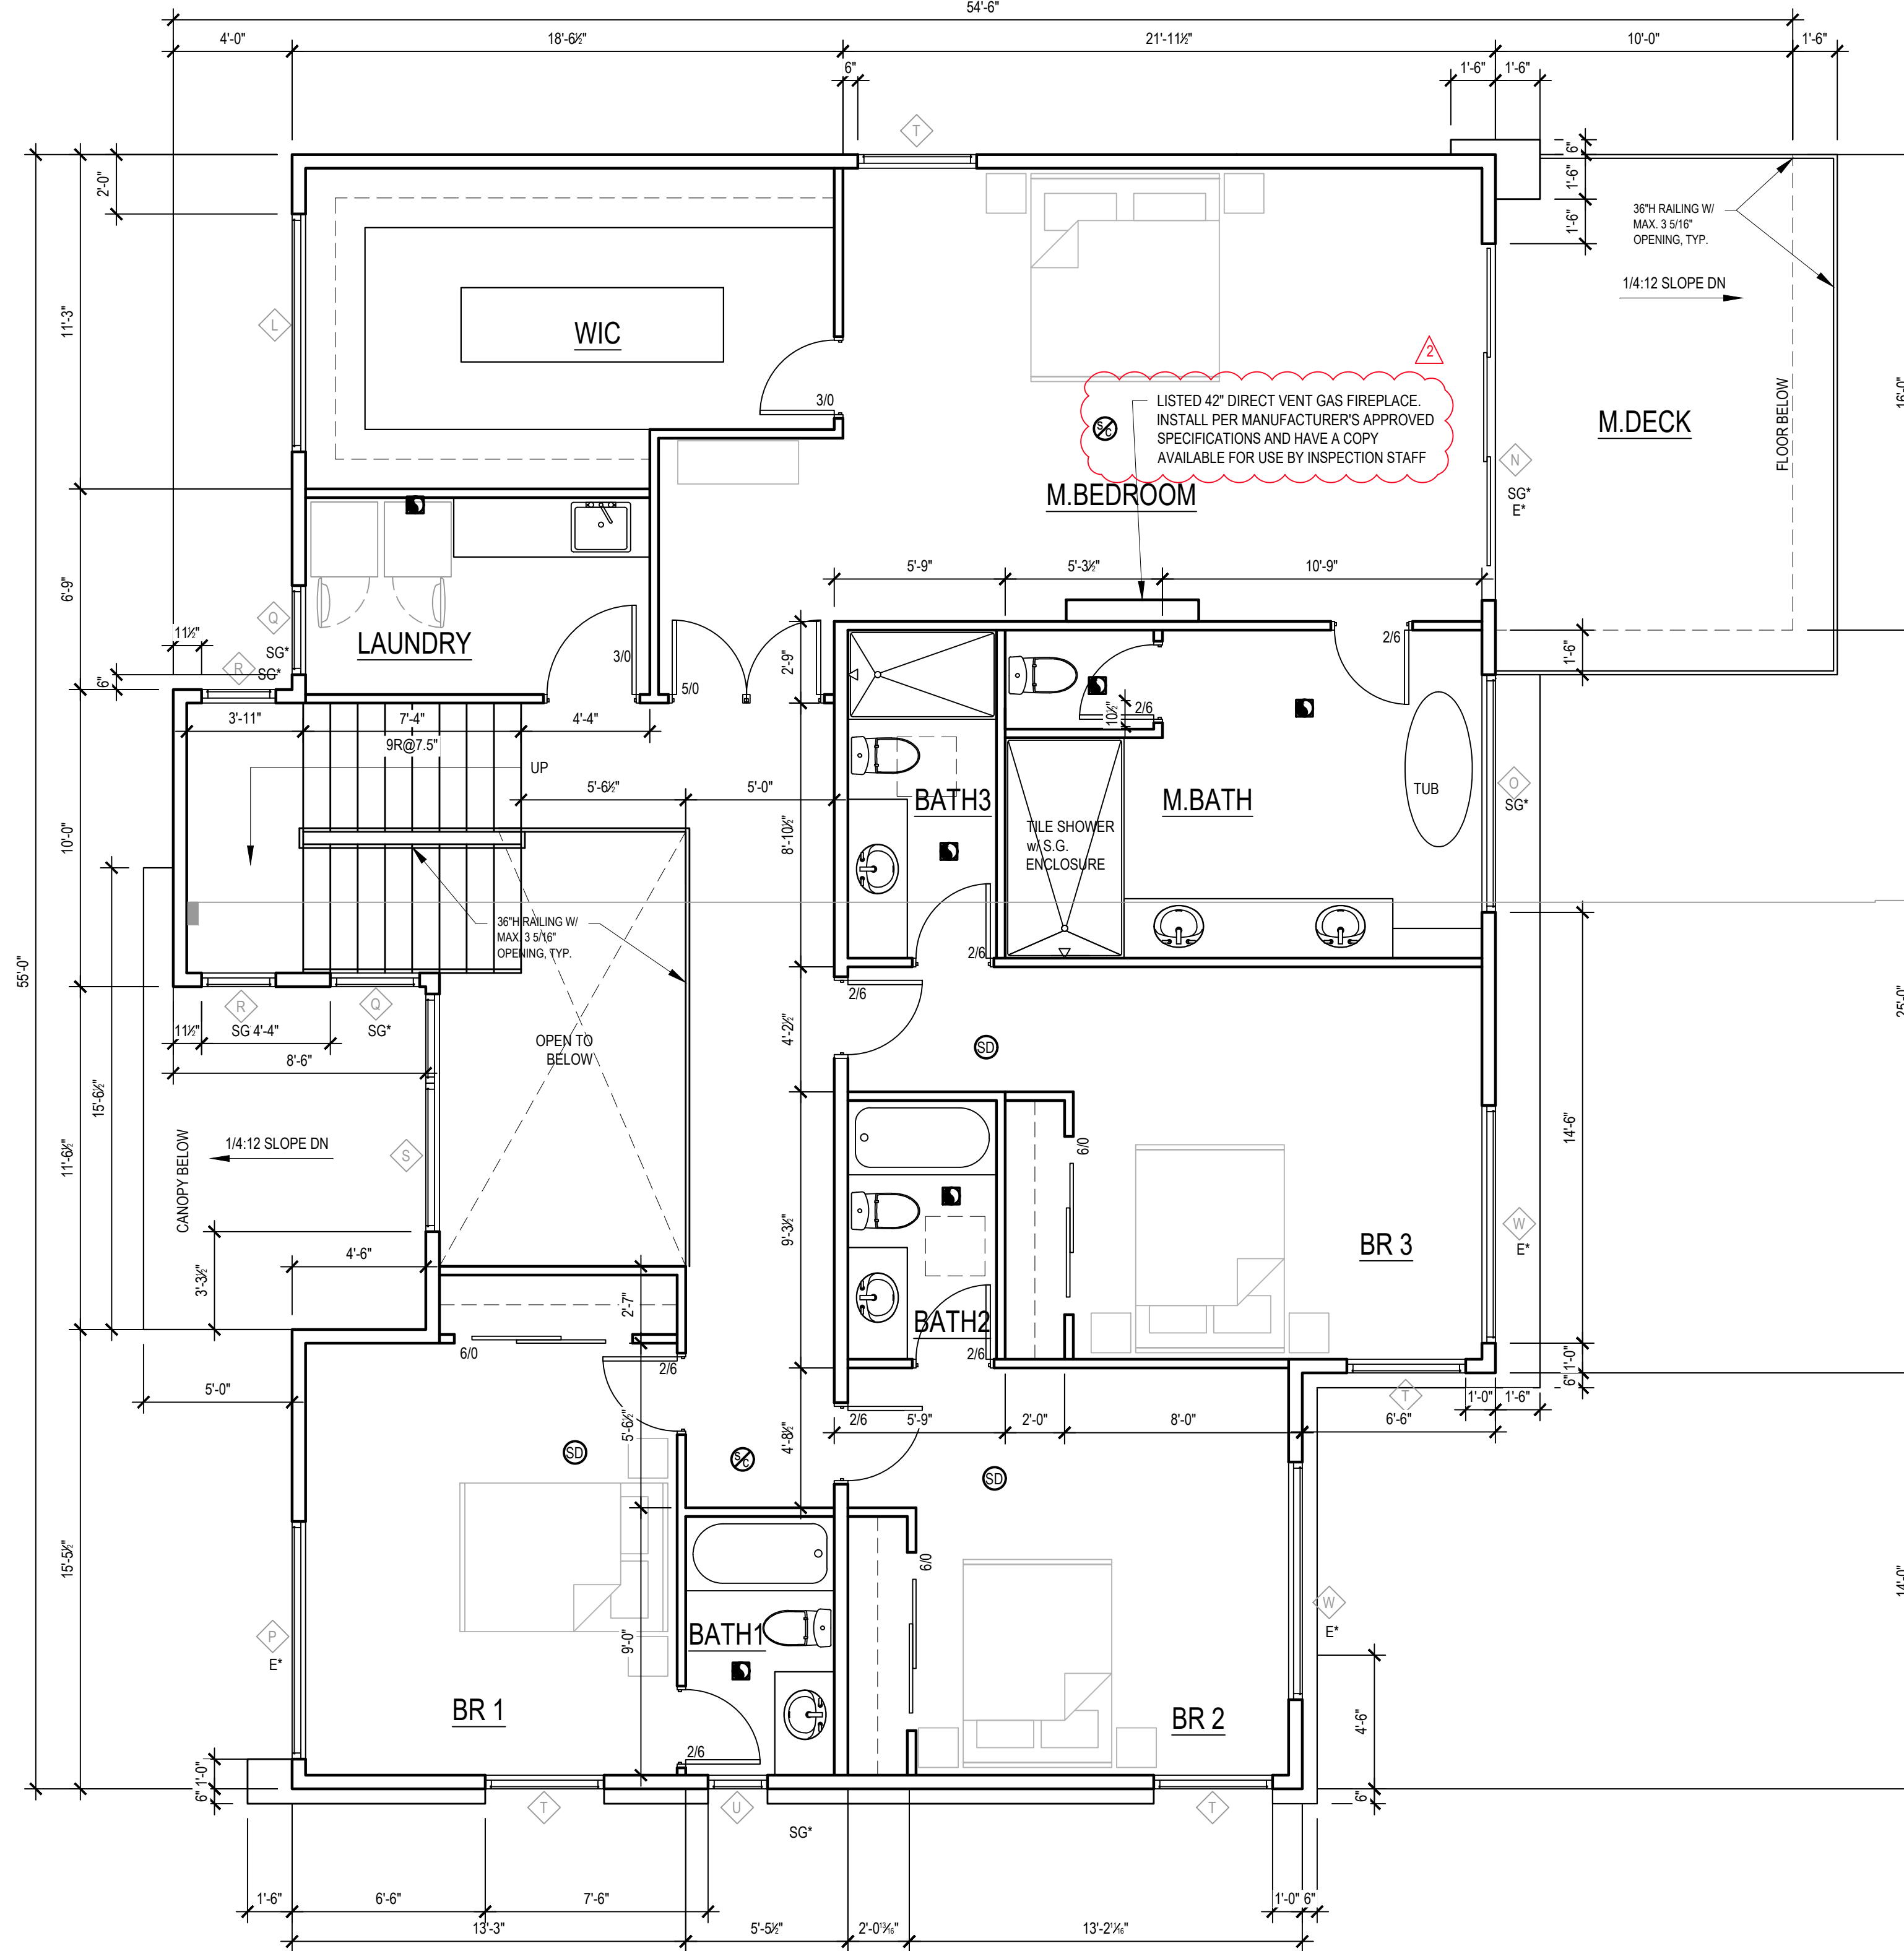 54'-6"
4'-0" 18'-6½" 21'-11½" 10'-0" 1'-6"
6" 1'-6" 1'-6"
T
2'-0"
6"
1'-6"
1'-6"
36"H RAILING W/
MAX. 3 5/16"
OPENING, TYP.
1/4:12 SLOPE DN
11'-3"
L
WIC
3/0
2
LISTED 42" DIRECT VENT GAS FIREPLACE.
INSTALL PER MANUFACTURER'S APPROVED
SPECIFICATIONS AND HAVE A COPY
AVAILABLE FOR USE BY INSPECTION STAFF
S/C
M.DECK
FLOOR BELOW
16'-0"
N
SG*
E*
M.BEDROOM
5'-9" 5'-3½" 10'-9"
6'-9"
Q
SG*
LAUNDRY
3/0
5/0
2'-9"
2/6
1'-6"
11½"
R
SG*
6"
3'-11" 7'-4" 4'-4"
9R@7.5"
UP
10½"
2/6
5'-6½" 5'-0"
BATH3
M.BATH
TUB
O
SG*
TILE SHOWER
w/ S.G.
ENCLOSURE
10'-0"
8'-10½"
36"H RAILING W/
MAX. 3 5/16"
OPENING, TYP.
2/6
55'-0"
25'-0"
2/6
R
Q
11½" SG 4'-4" SG*
8'-6"
OPEN TO
BELOW
4'-2½"
SD
15'-6½"
11'-6½"
14'-6"
1/4:12 SLOPE DN
CANOPY BELOW
S
6/0
9'-3½"
BR 3
W
E*
4'-6"
3'-3½"
2'-7"
BATH2
2/6
6/0
2/6
1'-0"
6"
5'-0"
T
1'-0" 1'-6"
2/6 5'-9" 2'-0" 8'-0" 6'-6"
5'-6½"
4'-8½"
SD
S/C
SD
15'-5½"
6/0
14'-0"
W
E*
P
E*
9'-0"
BATH1
BR 1
BR 2
4'-6"
2/6
1'-0"
6"
6"
T
U
T
SG*
1'-6" 6'-6" 7'-6" 1'-0" 6"
13'-3" 5'-5½" 2'-0¹³⁄₁₆" 13'-2¹⁄₁₆"